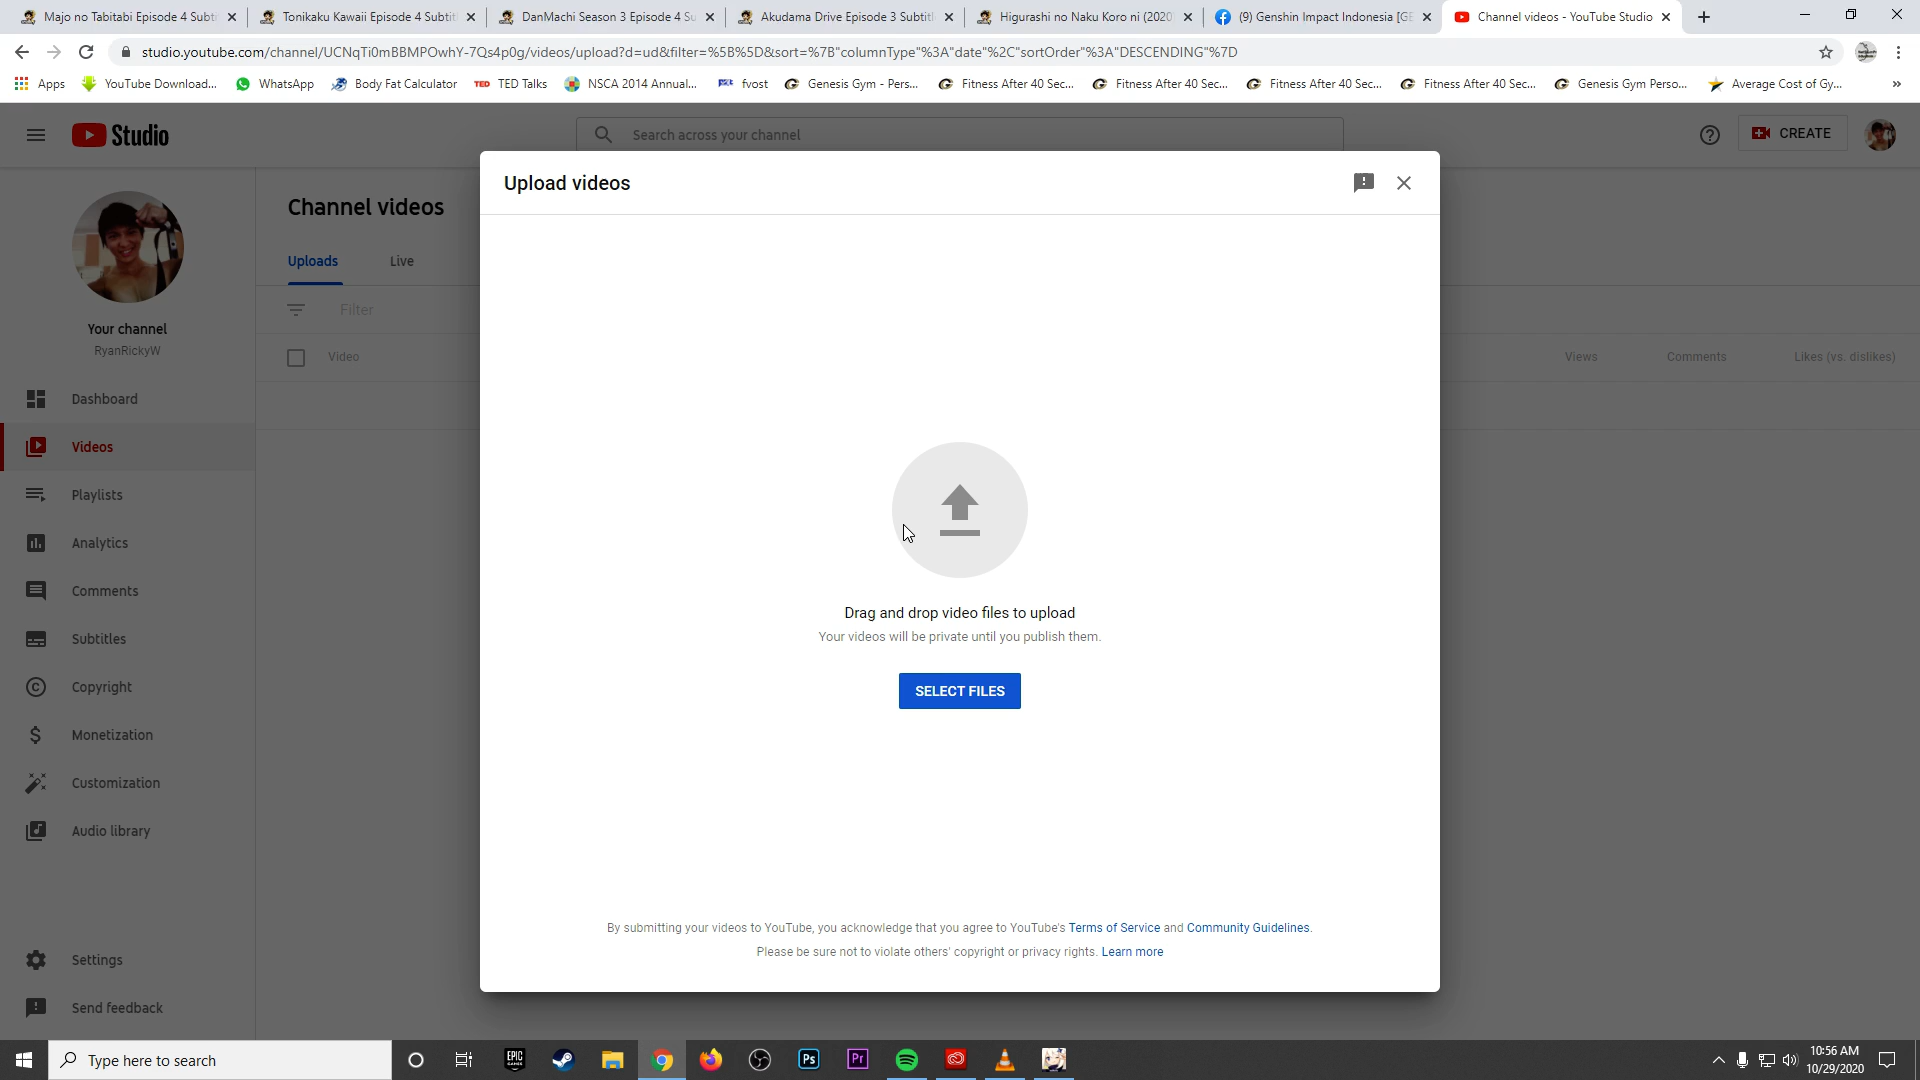 Majo no Tabitabi Episode 4 Subt
Tonikaku Kawaii Episode 4 Subtit
DanMachi Season 3 Episode 4 Su
Akudama Drive Episode 3 Subtitl
Higurashi no Naku Koro ni (2020
(9) Genshin Impact Indonesia [GE
Channel videos - YouTube Studio
studio.youtube.com/channel/UCNqTi0mBBMPOwhY-7Qs4p0g/videos/upload?d=ud&filter=%5B%5D&sort=%7B"columnType"%3A"date"%2C"sortOrder"%3A"DESCENDING"%7D
Apps
YouTube Download...
WhatsApp
Body Fat Calculator
TED TED Talks
NSCA 2014 Annual...
fvost
Genesis Gym - Pers...
Fitness After 40 Sec...
Fitness After 40 Sec...
Fitness After 40 Sec...
Fitness After 40 Sec...
Genesis Gym Perso...
Average Cost of Gy...
»
Studio
Search across your channel
CREATE
Upload videos
Channel videos
Uploads
Live
Filter
Your channel
RyanRickyW
Video
Views
Comments
Likes (vs. dislikes)
Dashboard
Videos
Playlists
Analytics
Comments
Subtitles
Copyright
Monetization
Customization
Audio library
Settings
Send feedback
Drag and drop video files to upload
Your videos will be private until you publish them.
SELECT FILES
By submitting your videos to YouTube, you acknowledge that you agree to YouTube's Terms of Service and Community Guidelines.
Please be sure not to violate others' copyright or privacy rights. Learn more
Type here to search
EPIC GAMES
Ps
Pr
10:56 AM
10/29/2020